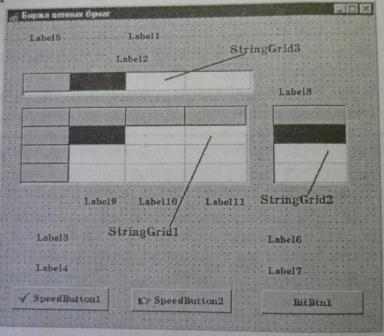 Биржа ценных бумаг
Label5 Label1
Label2
StringGrid3
Label8
Label9 Label10 Label11 StringGrid2
Label3 StringGrid1 Label6
Label4 Label7
SpeedButton1 SpeedButton2 BitBtn1